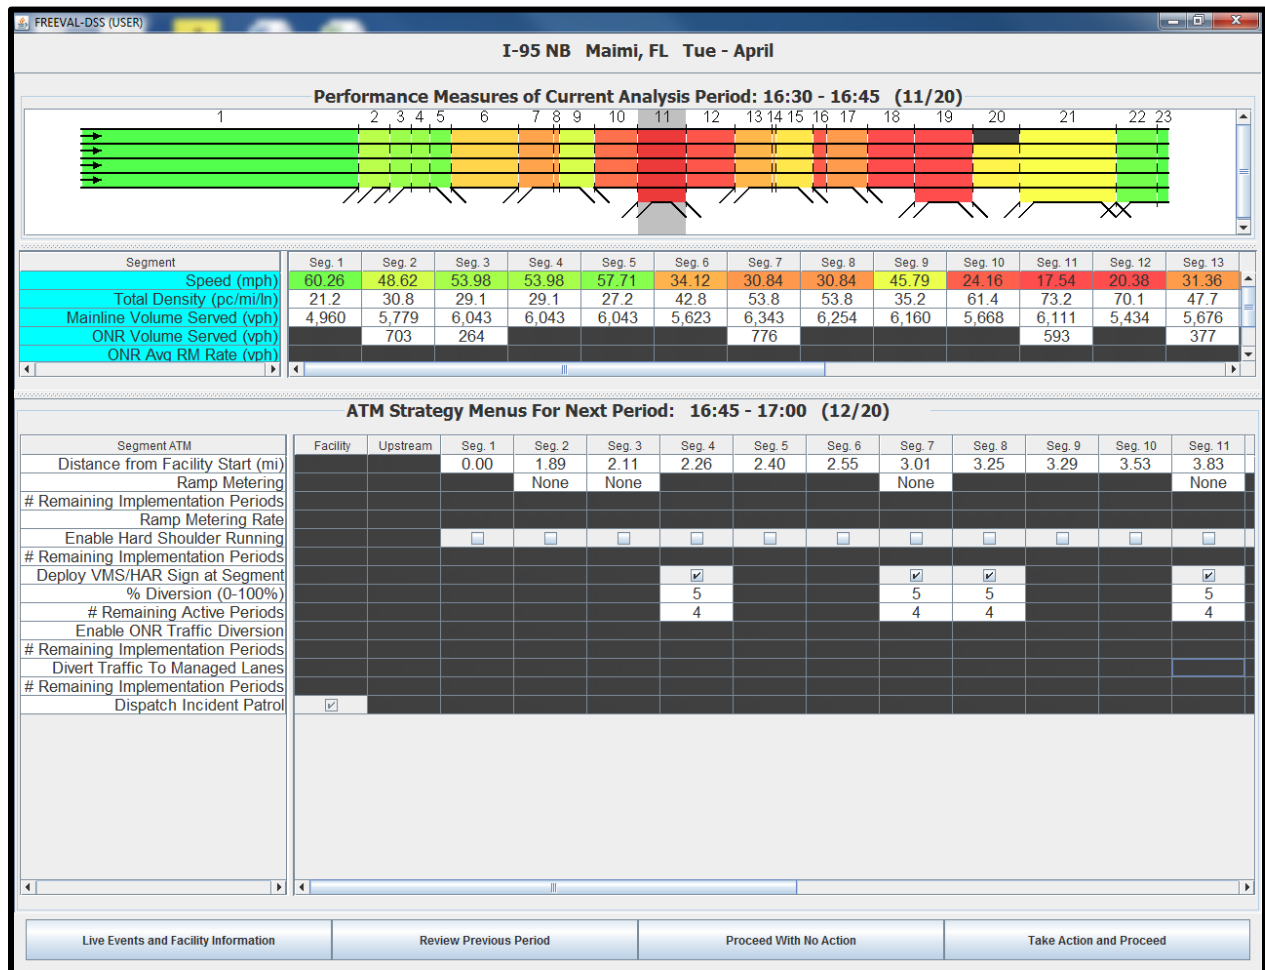 FREEVAL-DSS (USER)
I-95 NB Maimi, FL Tue - April
Performance Measures of Current Analysis Period: 16:30 - 16:45 (11/20)
1 2 3 4 5 6 7 8 9 10 11 12 13 14 15 16 17 18 19 20 21 22 23
Segment Seg. 1 Seg. 2 Seg. 3 Seg. 4 Seg. 5 Seg. 6 Seg. 7 Seg. 8 Seg. 9 Seg. 10 Seg. 11 Seg. 12 Seg. 13
Speed (mph) 60.26 48.62 53.98 53.98 57.71 34.12 30.84 30.84 45.79 24.16 17.54 20.38 31.36
Total Density (pc/mi/ln) 21.2 30.8 29.1 29.1 27.2 42.8 53.8 53.8 35.2 61.4 73.2 70.1 47.7
Mainline Volume Served (vph) 4,960 5,779 6,043 6,043 6,043 5,623 6,343 6,254 6,160 5,668 6,111 5,434 5,676
ONR Volume Served (vph) 703 264 776 593 377
ONR Avg RM Rate (vph)
ATM Strategy Menus For Next Period: 16:45 - 17:00 (12/20)
Segment ATM Facility Upstream Seg. 1 Seg. 2 Seg. 3 Seg. 4 Seg. 5 Seg. 6 Seg. 7 Seg. 8 Seg. 9 Seg. 10 Seg. 11
Distance from Facility Start (mi) 0.00 1.89 2.11 2.26 2.40 2.55 3.01 3.25 3.29 3.53 3.83
Ramp Metering None None None None
# Remaining Implementation Periods
Ramp Metering Rate
Enable Hard Shoulder Running
# Remaining Implementation Periods
Deploy VMS/HAR Sign at Segment
% Diversion (0-100%) 5 5 5 5
# Remaining Active Periods 4 4 4 4
Enable ONR Traffic Diversion
# Remaining Implementation Periods
Divert Traffic To Managed Lanes
# Remaining Implementation Periods
Dispatch Incident Patrol
Live Events and Facility Information Review Previous Period Proceed With No Action Take Action and Proceed